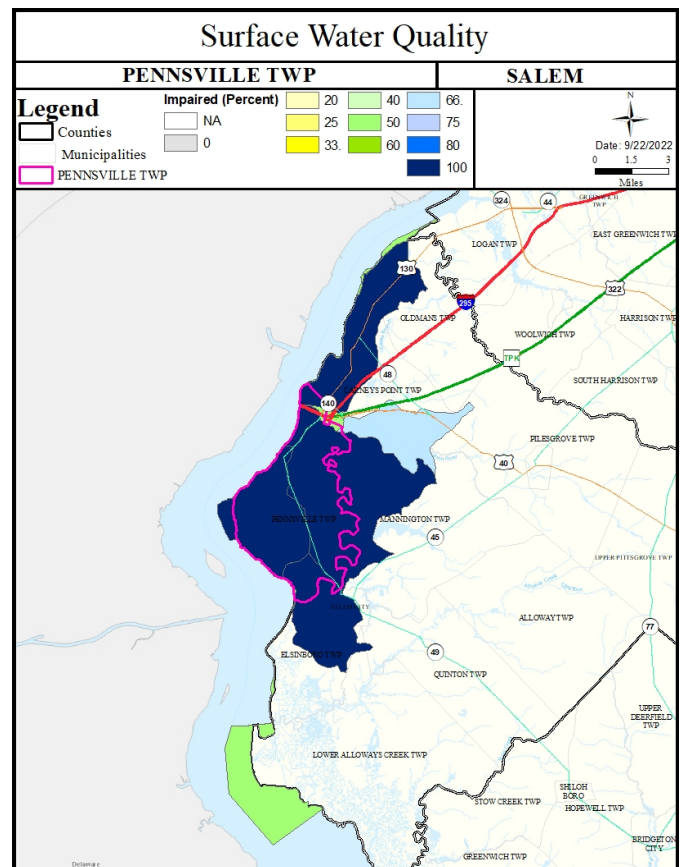 Surface Water Quality
PENNSVILLE TWP SALEM
Legend
Counties
Municipalities
PENNSVILLE TWP
Impaired (Percent)
NA
0
20 40 66.
25 50 75
33. 60 80
100
N
Date: 9/22/2022
0 1.5 3
Miles
324
44
GREENWICH
TWP
LOGAN TWP
EAST GREENWICH TWP
130
322
295
OLDMANS TWP
HARRISON TWP
WOOLWICH TWP
TPK
48
SOUTH HARRISON TWP
CARNEYS POINT TWP
140
PILESGROVE TWP
40
PENNSVILLE TWP
MANNINGTON TWP
45
UPPER PITTSGROVE TWP
SALEM CITY
ALLOWAY TWP
77
ELSINBORO TWP
49
QUINTON TWP
UPPER
DEERFIELD
TWP
LOWER ALLOWAYS CREEK TWP
SHILOH
BORO
STOW CREEK TWP
HOPEWELL TWP
BRIDGETON
CITY
GREENWICH TWP
Delaware